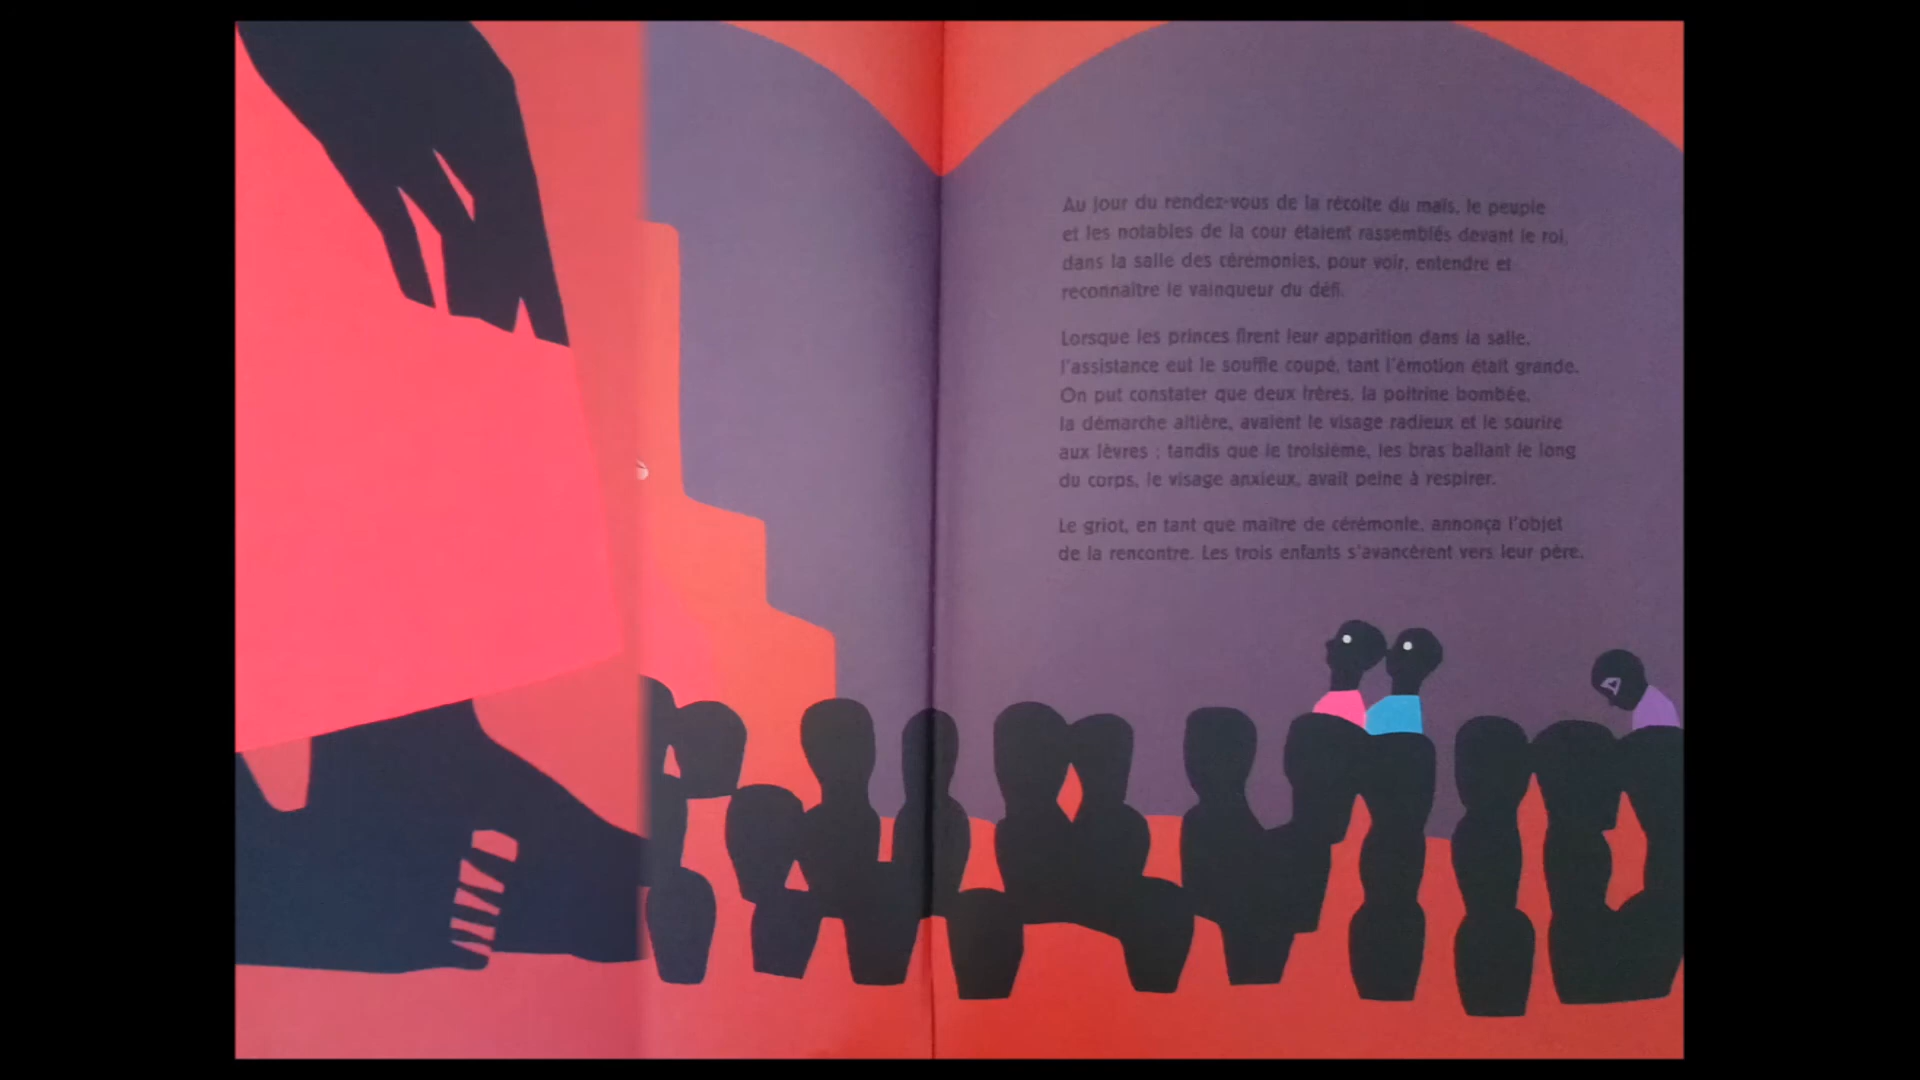 Au jour du rendez-vous de la récolte du maïs, le peuple
et les notables de la cour étaient rassemblés devant le roi,
dans la salle des cérémonies, pour voir, entendre et
reconnaître le vainqueur du défi.
Lorsque les princes firent leur apparition dans la salle,
l'assistance eut le souffle coupé, tant l'émotion était grande.
On put constater que deux frères, la poitrine bombée,
la démarche altière, avaient le visage radieux et le sourire
aux lèvres ; tandis que le troisième, les bras ballant le long
du corps, le visage anxieux, avait peine à respirer.
Le griot, en tant que maître de cérémonie, annonça l'objet
de la rencontre. Les trois enfants s'avancèrent vers leur père.